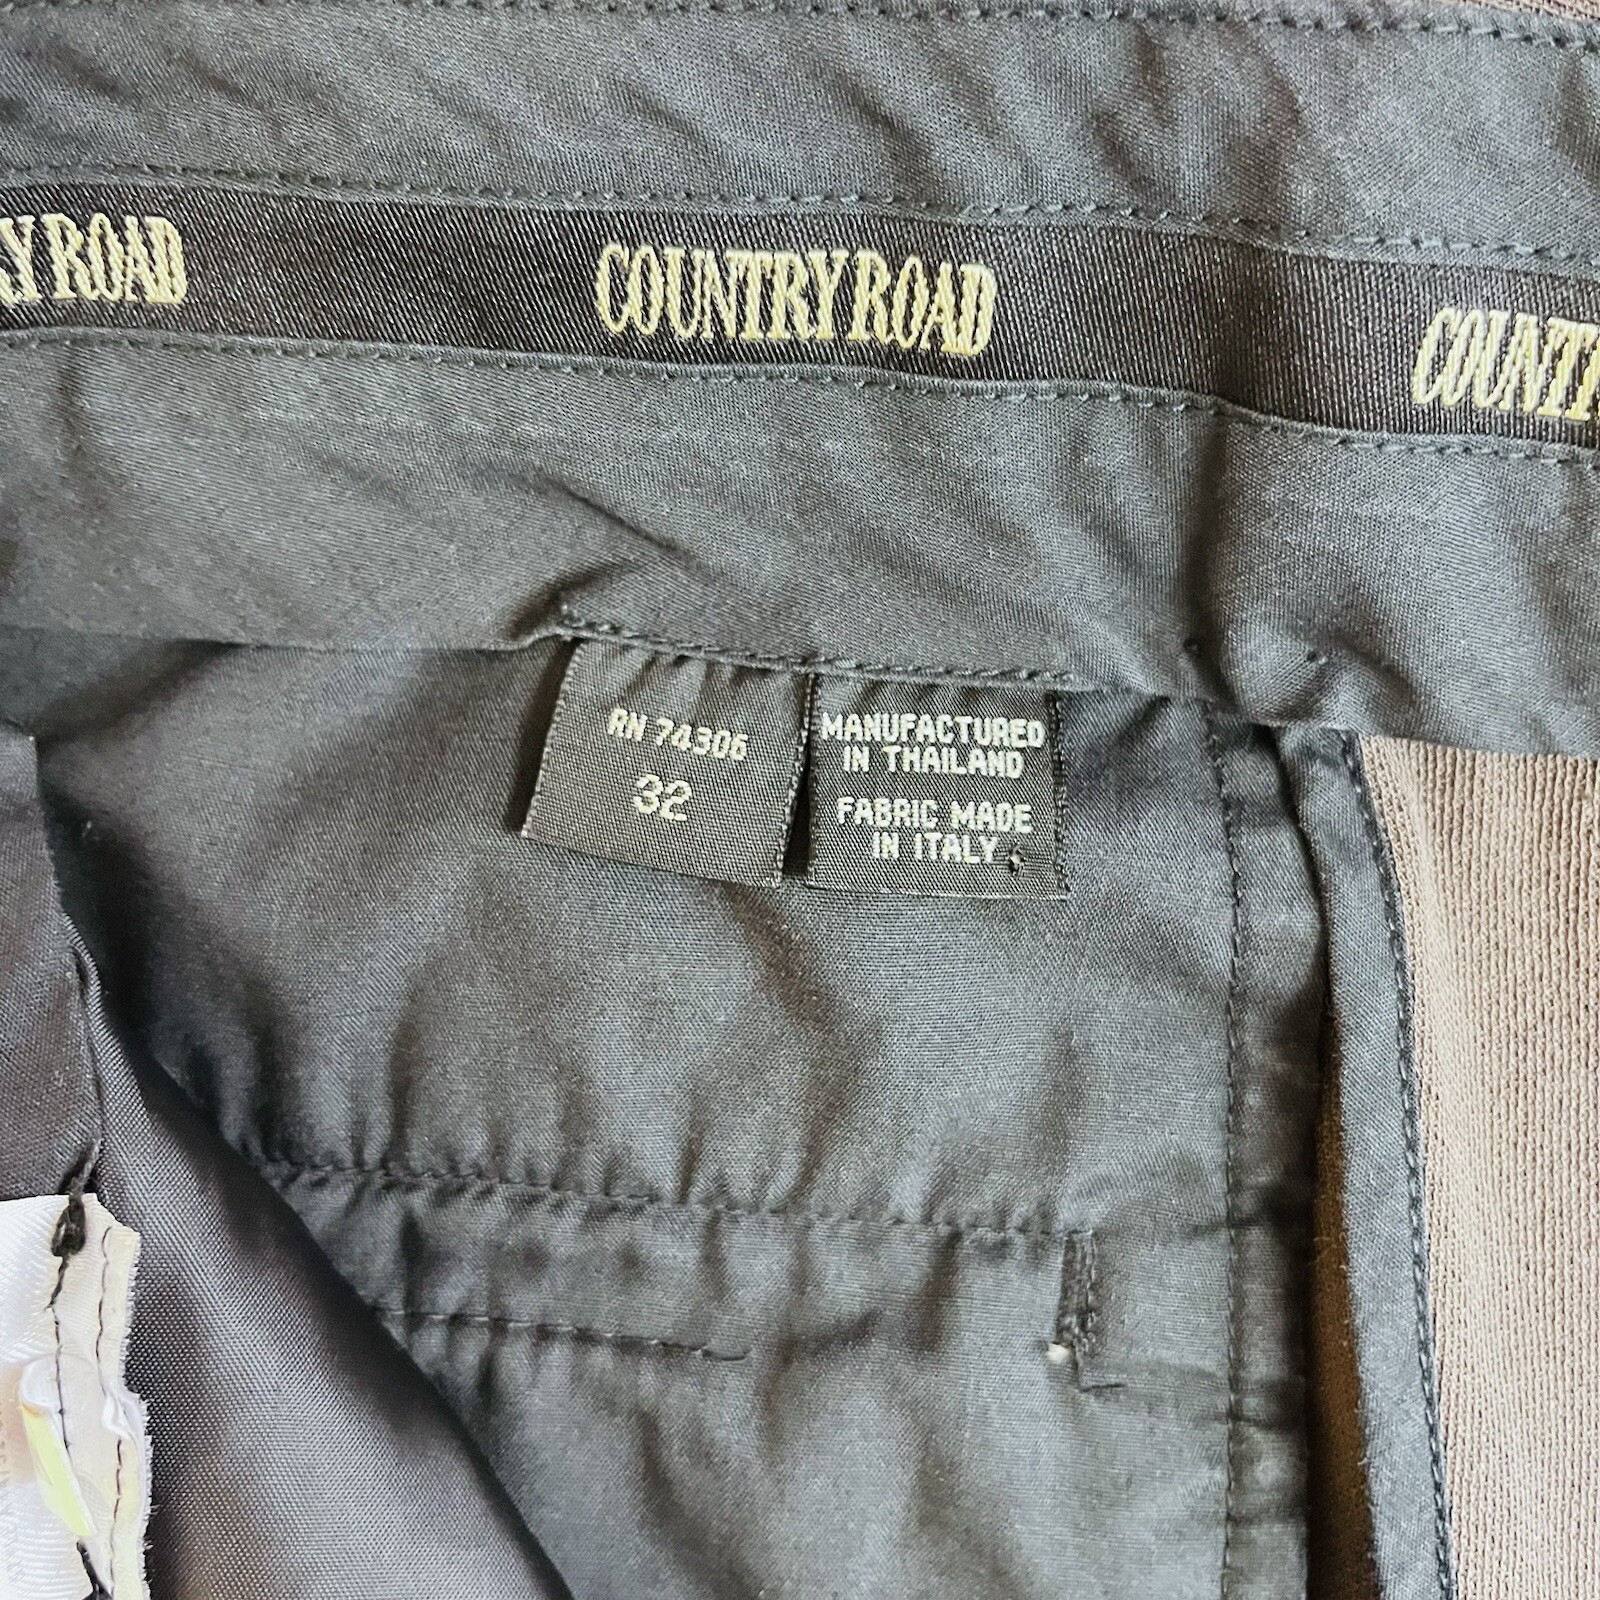 RY ROAD
COUNTRY ROAD
COUNTR
RN 74306
32
MANUFACTURED
IN THAILAND
FABRIC MADE
IN ITALY